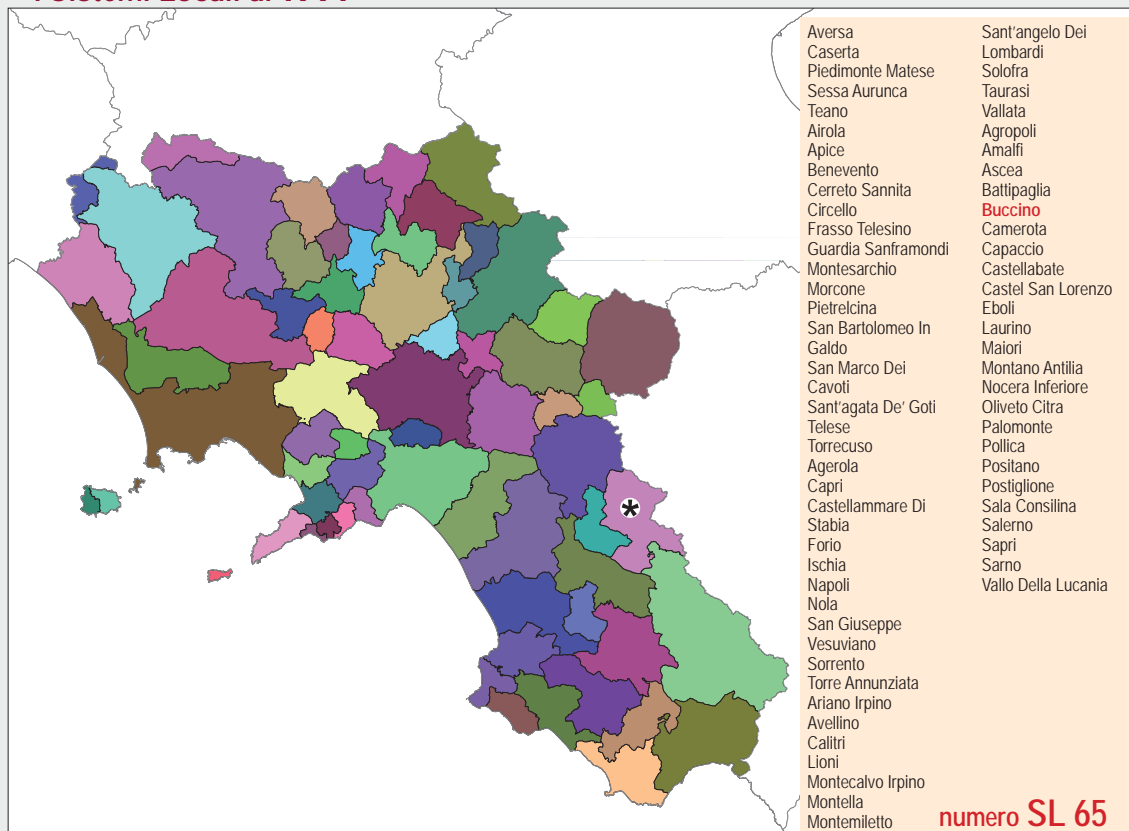 Aversa
Caserta
Piedimonte Matese
Sessa Aurunca
Teano
Airola
Apice
Benevento
Cerreto Sannita
Circello
Frasso Telesino
Guardia Sanframondi
Montesarchio
Morcone
Pietrelcina
San Bartolomeo In
Galdo
San Marco Dei
Cavoti
Sant'agata De' Goti
Telese
Torrecuso
Agerola
Capri
Castellammare Di
Stabia
Forio
Ischia
Napoli
Nola
San Giuseppe
Vesuviano
Sorrento
Torre Annunziata
Ariano Irpino
Avellino
Calitri
Lioni
Montecalvo Irpino
Montella
Montemiletto
Sant'angelo Dei
Lombardi
Solofra
Taurasi
Vallata
Agropoli
Amalfi
Ascea
Battipaglia
Buccino
Camerota
Capaccio
Castellabate
Castel San Lorenzo
Eboli
Laurino
Maiori
Montano Antilia
Nocera Inferiore
Oliveto Citra
Palomonte
Pollica
Positano
Postiglione
Sala Consilina
Salerno
Sapri
Sarno
Vallo Della Lucania
numero SL 65